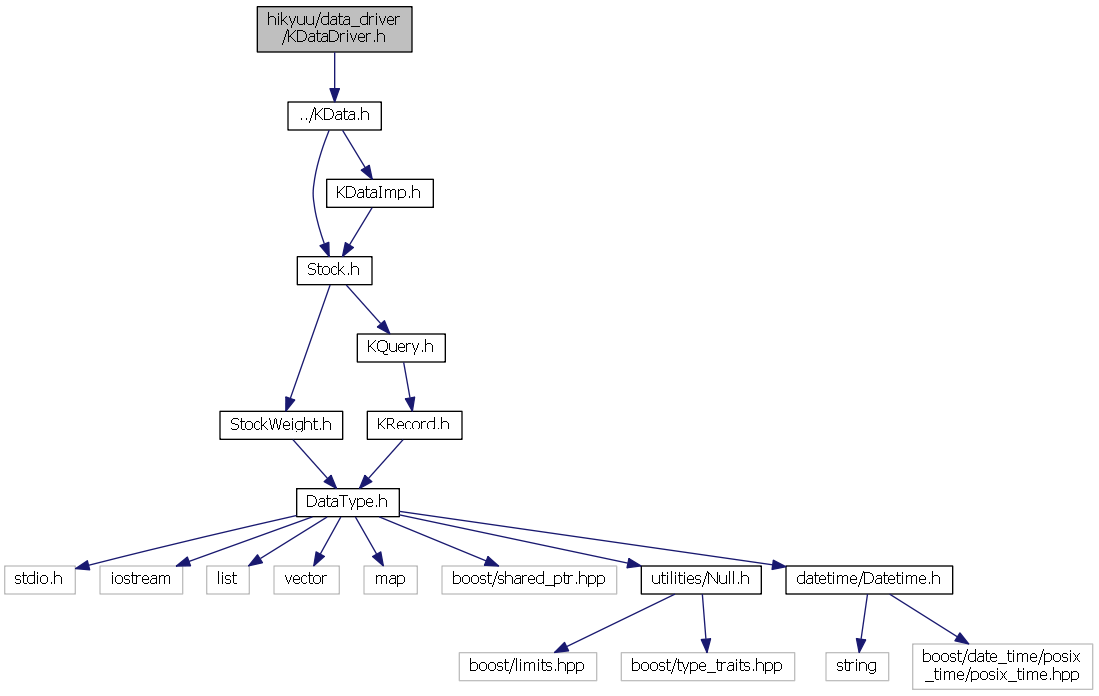 hikyuu/data_driver
/KDataDriver.h
../KData.h
KDataImp.h
Stock.h
KQuery.h
StockWeight.h
KRecord.h
DataType.h
stdio.h
iostream
list
vector
map
boost/shared_ptr.hpp
utilities/Null.h
datetime/Datetime.h
boost/limits.hpp
boost/type_traits.hpp
string
boost/date_time/posix
_time/posix_time.hpp